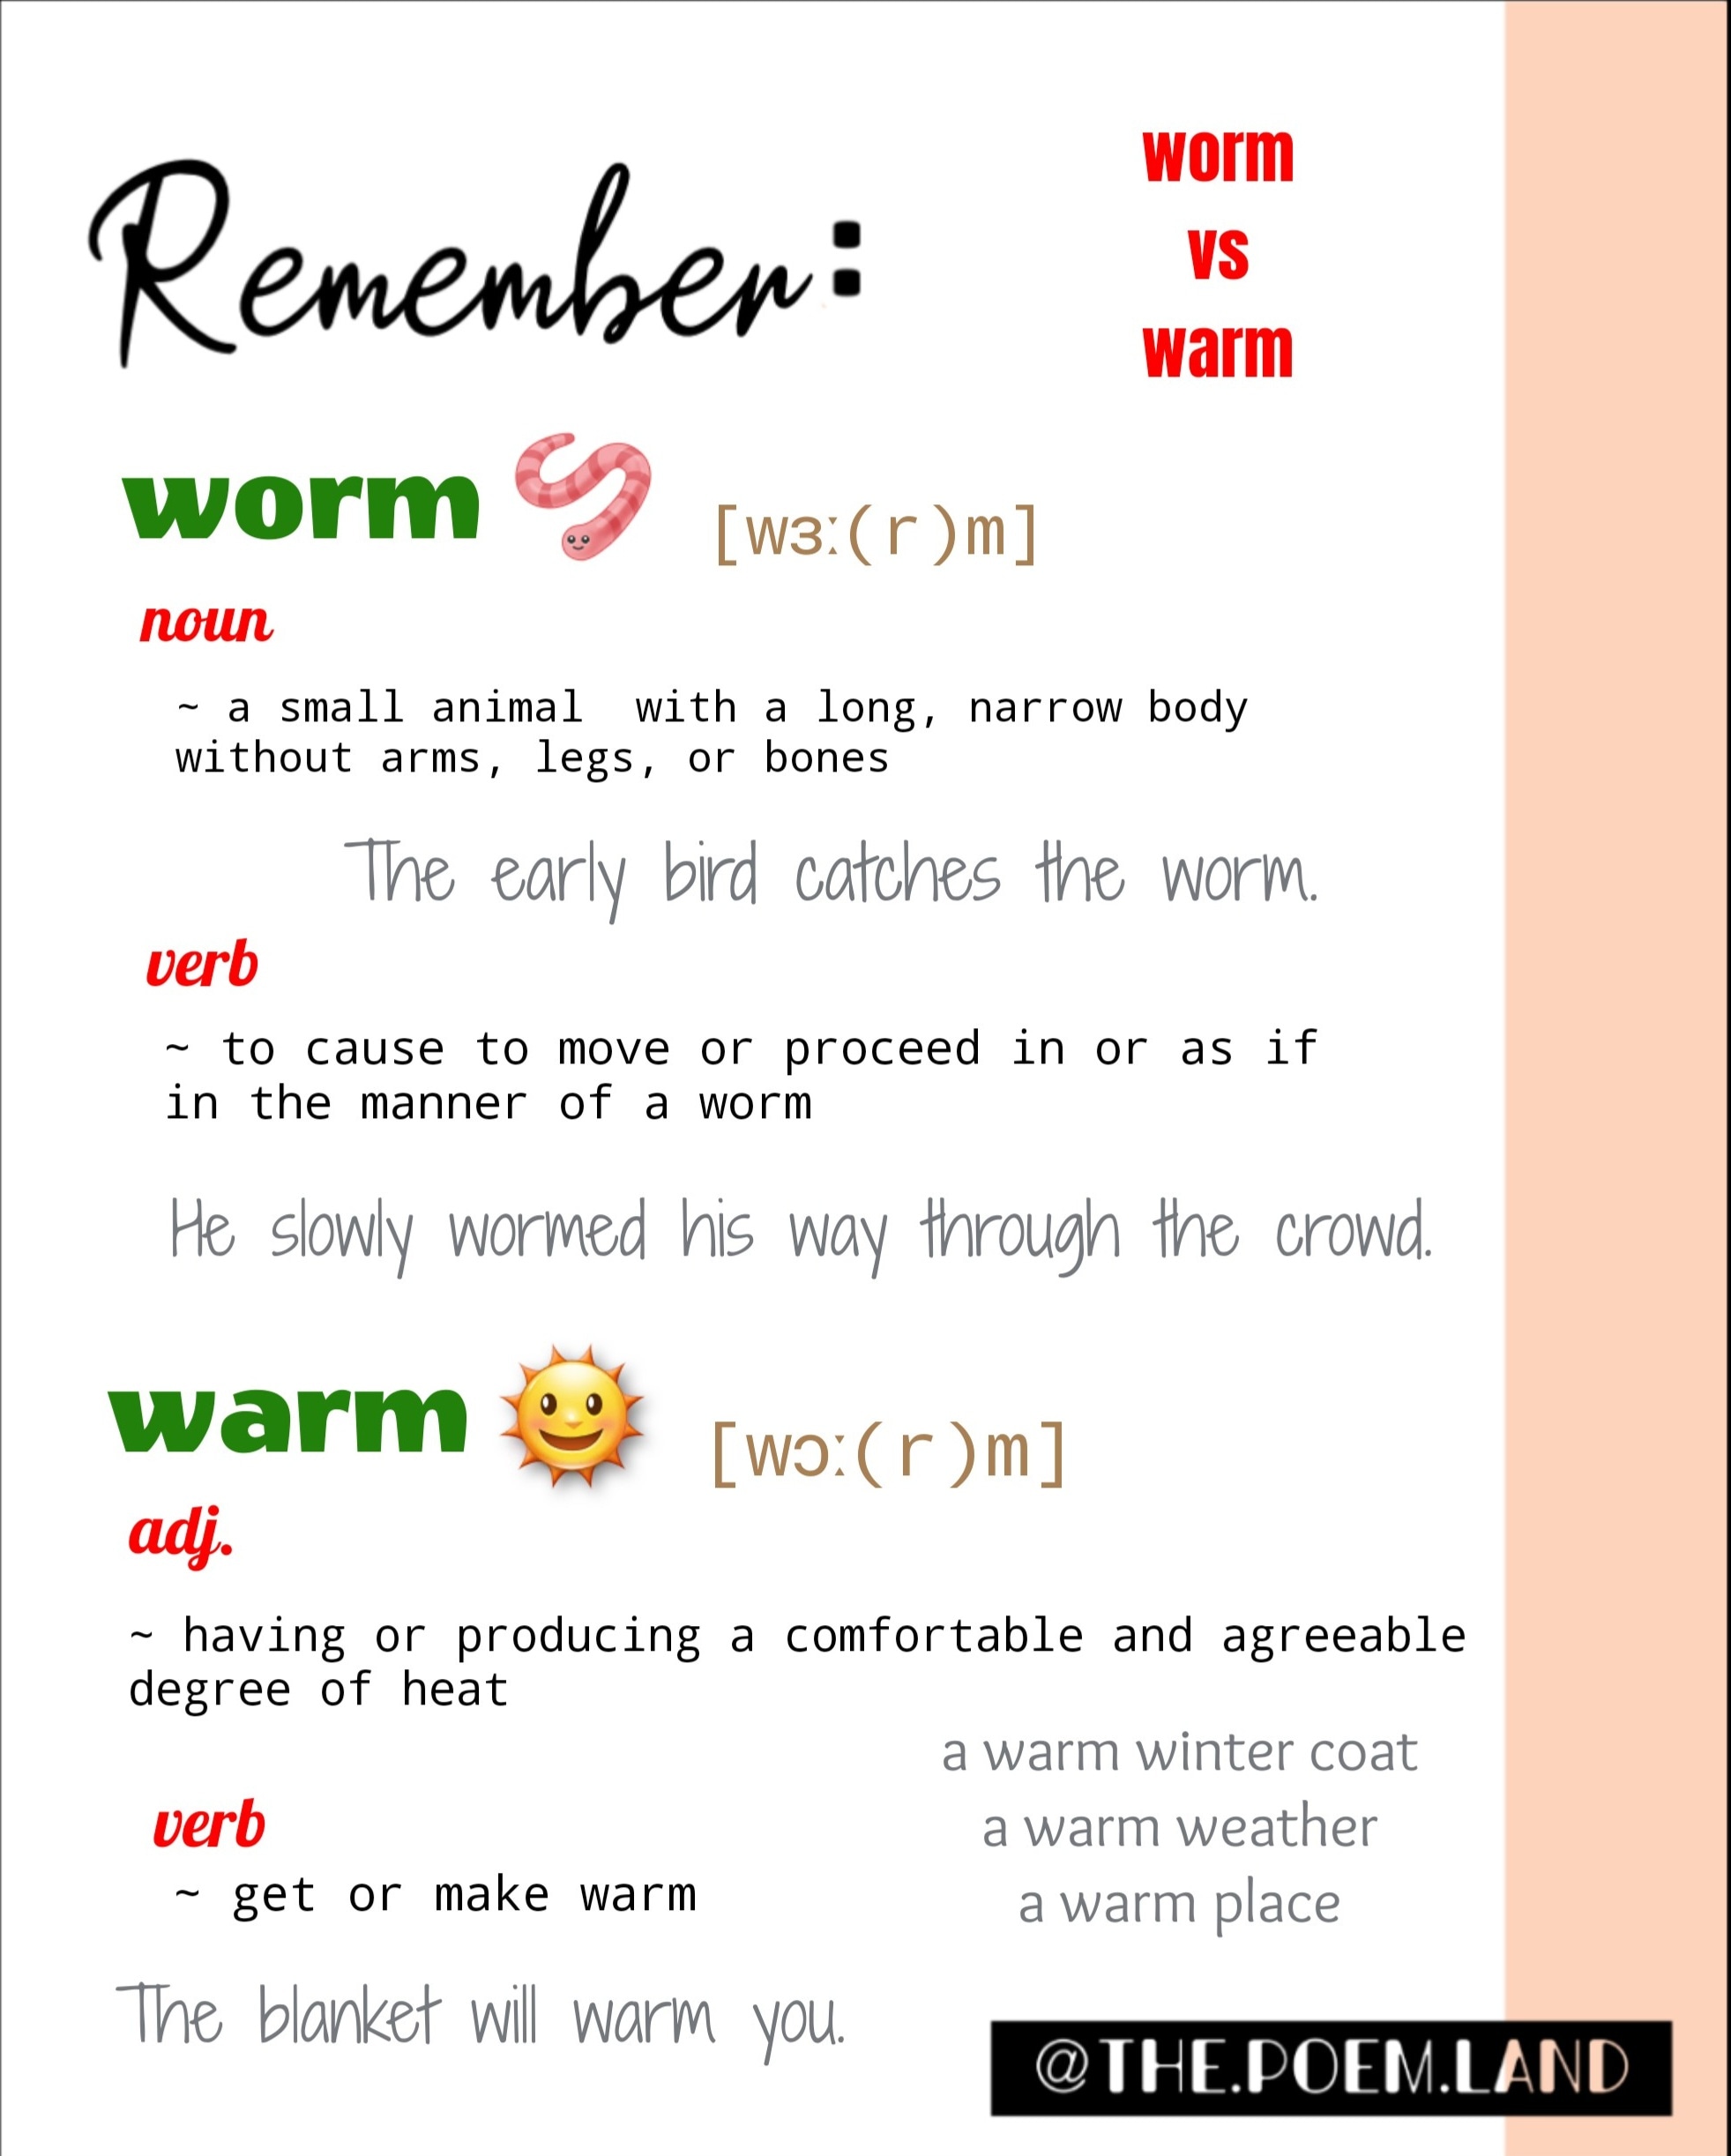 Remember:
worm
vs
warm
worm [wɜː(r)m]
noun
~ a small animal  with a long, narrow body
without arms, legs, or bones
The early bird catches the worm.
verb
~ to cause to move or proceed in or as if
in the manner of a worm
He slowly wormed his way through the crowd.
warm [wɔː(r)m]
adj.
~ having or producing a comfortable and agreeable
degree of heat
a warm winter coat
a warm weather
a warm place
verb
~ get or make warm
The blanket will warm you.
@THE.POEM.LAND